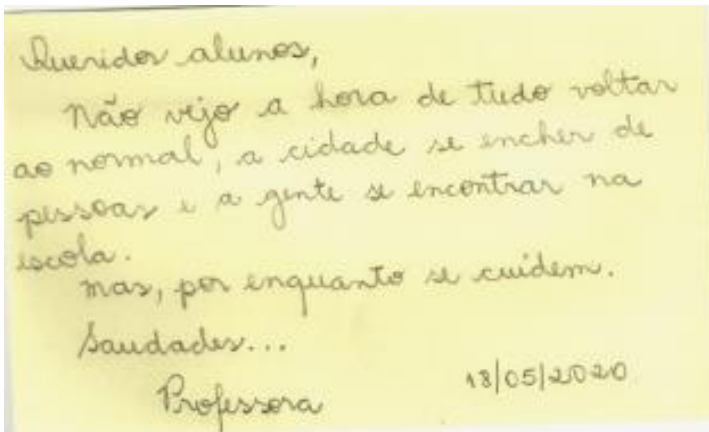 Queridos alunos,
Não vejo a hora de tudo voltar
ao normal, a cidade se encher de
pessoas e a gente se encontrar na
escola.
Mas, por enquanto se cuidem.
Saudades...
Professora 18/05/2020